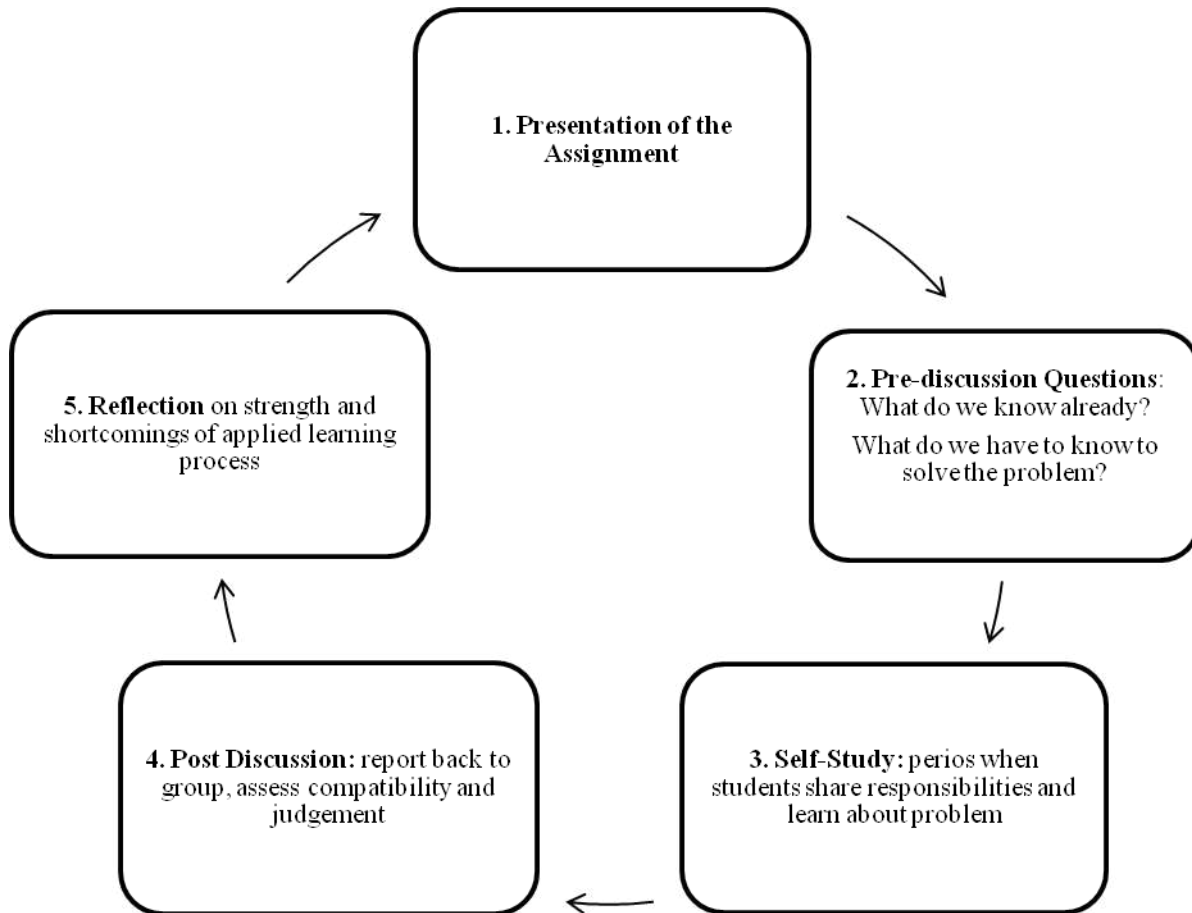 1. Presentation of the
Assignment
2. Pre-discussion Questions:
What do we know already?
What do we have to know to
solve the problem?
3. Self-Study: perios when
students share responsibilities and
learn about problem
4. Post Discussion: report back to
group, assess compatibility and
judgement
5. Reflection on strength and
shortcomings of applied learning
process